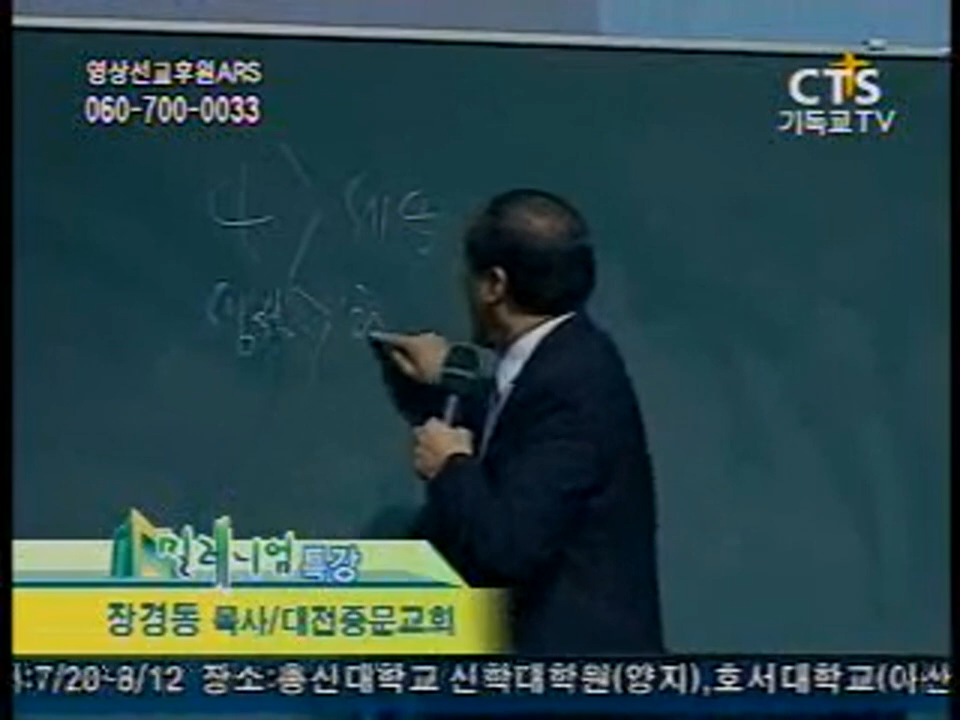 영상선교후원ARS
060-700-0033
CTS
기독교TV
계속
밀레니엄 특강
장경동 목사/대전중문교회
:7/20-8/12 장소:총신대학교 신학대학원(양지),호서대학교(아산